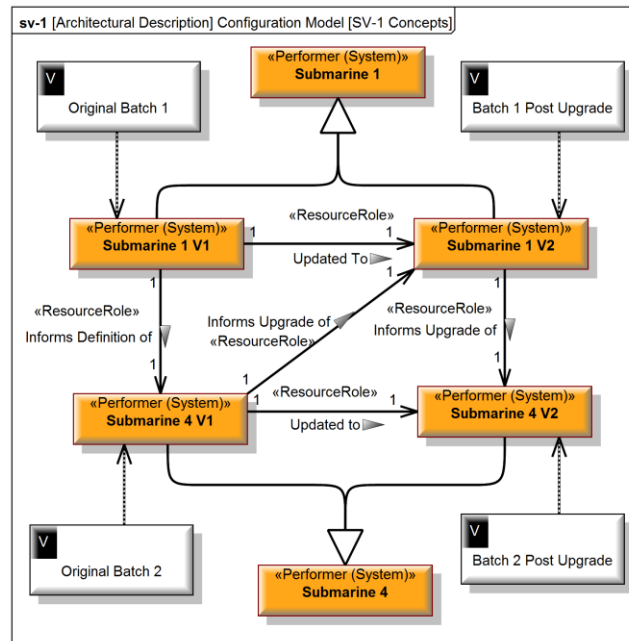 sv-1 [Architectural Description] Configuration Model [SV-1 Concepts]
«Performer (System)»
Submarine 1
V
Original Batch 1
V
Batch 1 Post Upgrade
«Performer (System)»
Submarine 1 V1
1
«ResourceRole»
1
Updated To
«Performer (System)»
Submarine 1 V2
1
1
1
«ResourceRole»
Informs Definition of
Informs Upgrade of
«ResourceRole»
«ResourceRole»
Informs Upgrade of
1
1
1
«Performer (System)»
Submarine 4 V1
1
«ResourceRole»
1
Updated to
«Performer (System)»
Submarine 4 V2
V
Original Batch 2
V
Batch 2 Post Upgrade
«Performer (System)»
Submarine 4